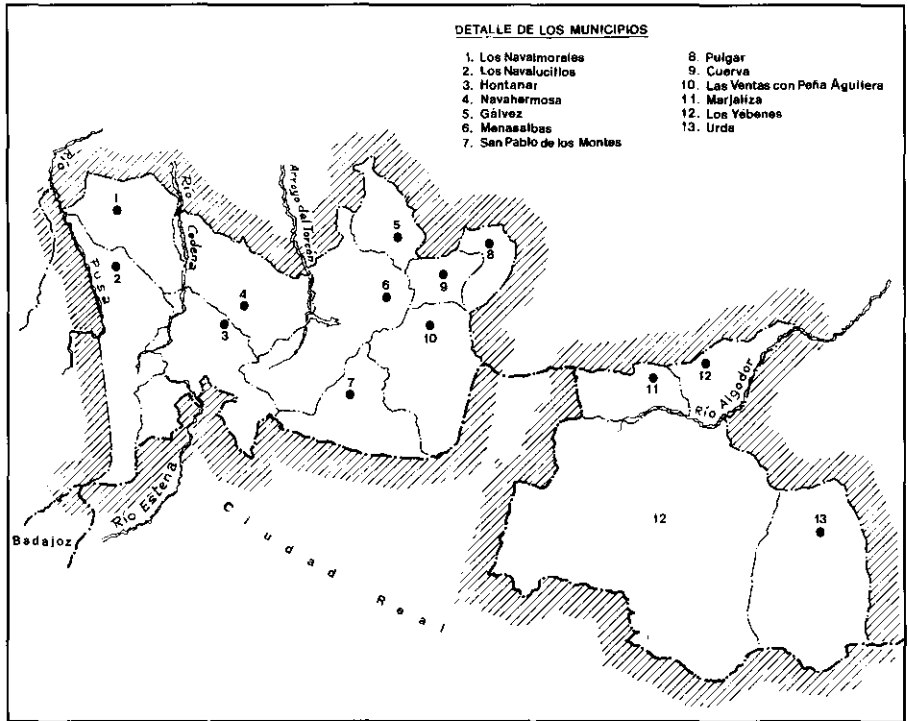 DETALLE DE LOS MUNICIPIOS
1. Los Navalmorales
2. Los Navalucillos
3. Hontanar
4. Navahermosa
5. Gálvez
6. Menasalbas
7. San Pablo de los Montes
8. Pulgar
9. Cuerva
10. Las Ventas con Peña Aguilera
11. Marjaliza
12. Los Yébenes
13. Urda
Río
Pusa
Río
Cedena
Arroyo del Torcón
1
2
3
4
5
6
7
8
9
10
11
12
Río Algodor
Río Estena
Badajoz
Ciudad Real
12
13